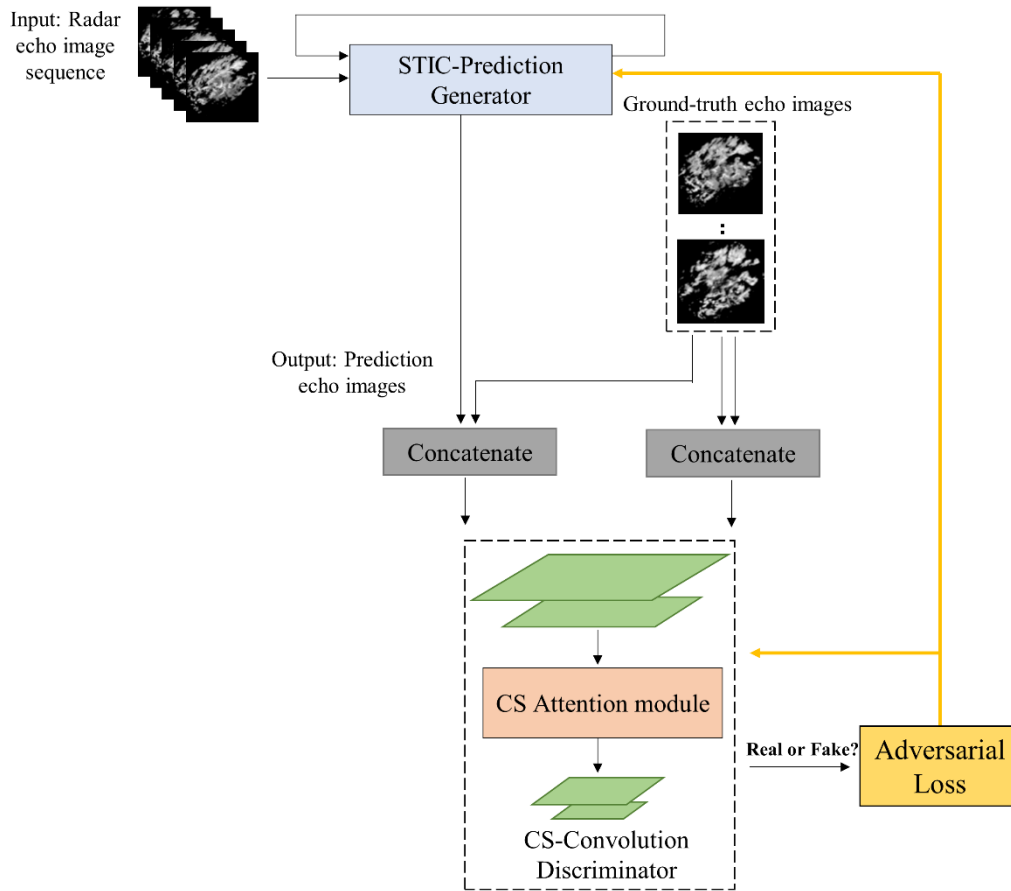 Input: Radar
echo image
sequence
STIC-Prediction
Generator
Ground-truth echo images
Output: Prediction
echo images
Concatenate
Concatenate
CS Attention module
Real or Fake?
Adversarial
Loss
CS-Convolution
Discriminator